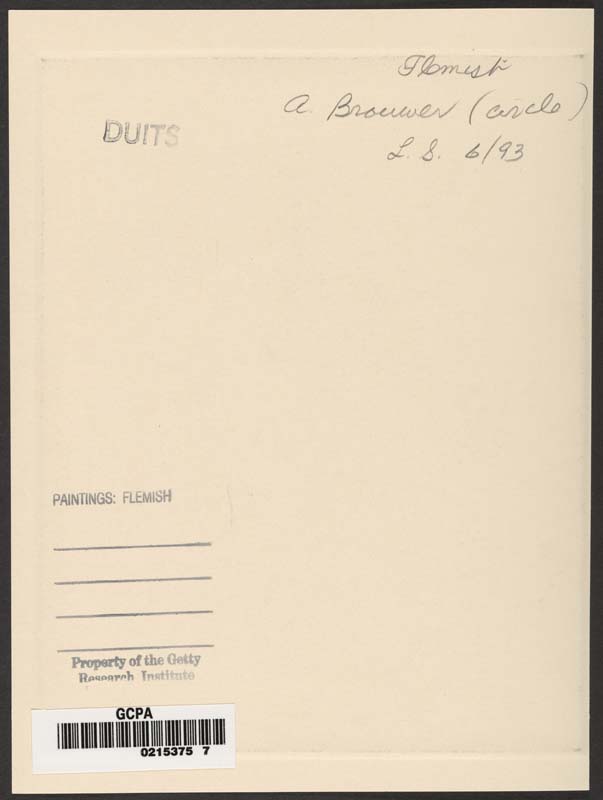 Flemish
A. Brouwer (circle)
L. S. 6/93
DUITS
PAINTINGS: FLEMISH
Property of the Getty
Research Institute
GCPA
0215375 7